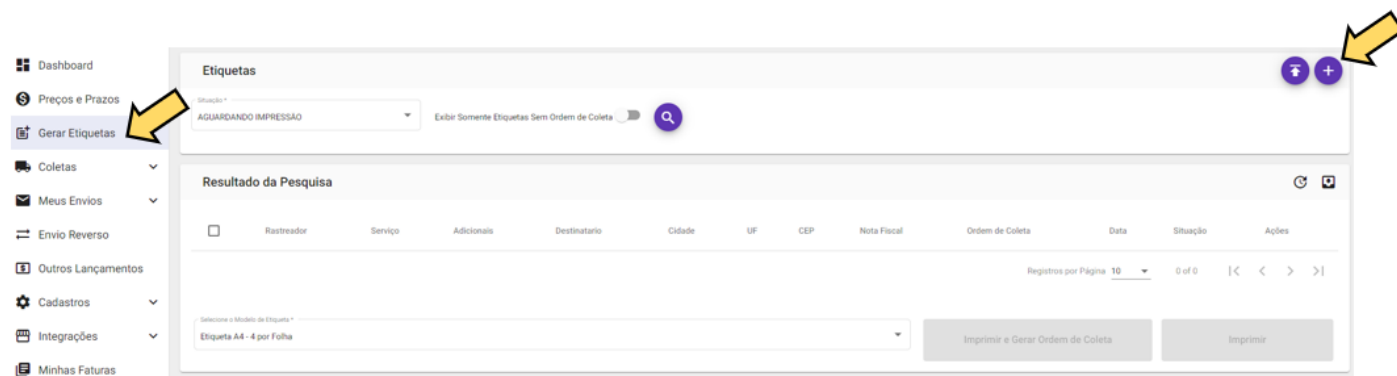 Dashboard
Preços e Prazos
Gerar Etiquetas
Coletas
Meus Envios
Envio Reverso
Outros Lançamentos
Cadastros
Integrações
Minhas Faturas
Etiquetas
Situação *
AGUARDANDO IMPRESSÃO
Exibir Somente Etiquetas Sem Ordem de Coleta
Resultado da Pesquisa
Rastreador Serviço Adicionais Destinatario Cidade UF CEP Nota Fiscal Ordem de Coleta Data Situação Ações
Registros por Página 10 0 of 0
Selecione o Modelo de Etiqueta *
Etiqueta A4 - 4 por Folha
Imprimir e Gerar Ordem de Coleta
Imprimir